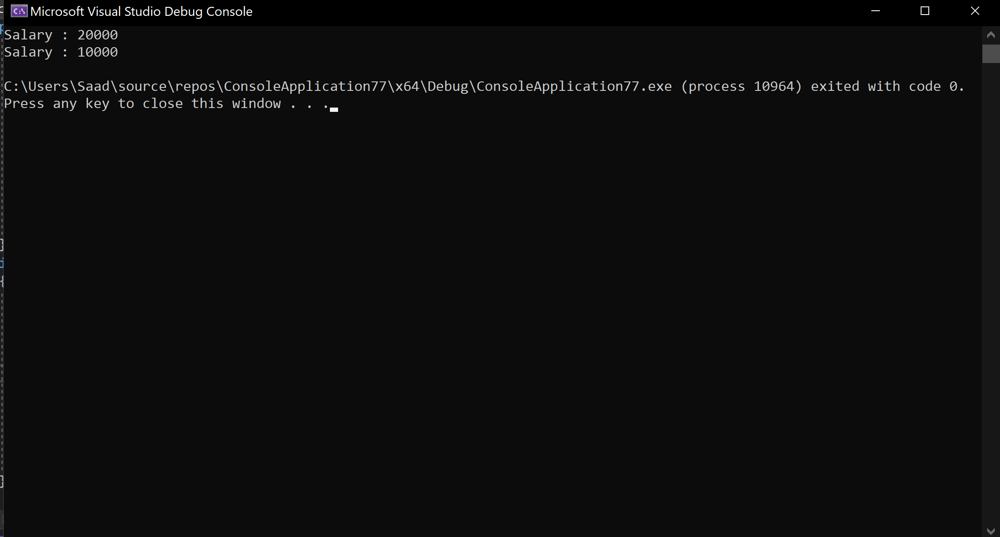 Microsoft Visual Studio Debug Console
Salary : 20000
Salary : 10000
C:\Users\Saad\source\repos\ConsoleApplication77\x64\Debug\ConsoleApplication77.exe (process 10964) exited with code 0.
Press any key to close this window . . .
}
{
}